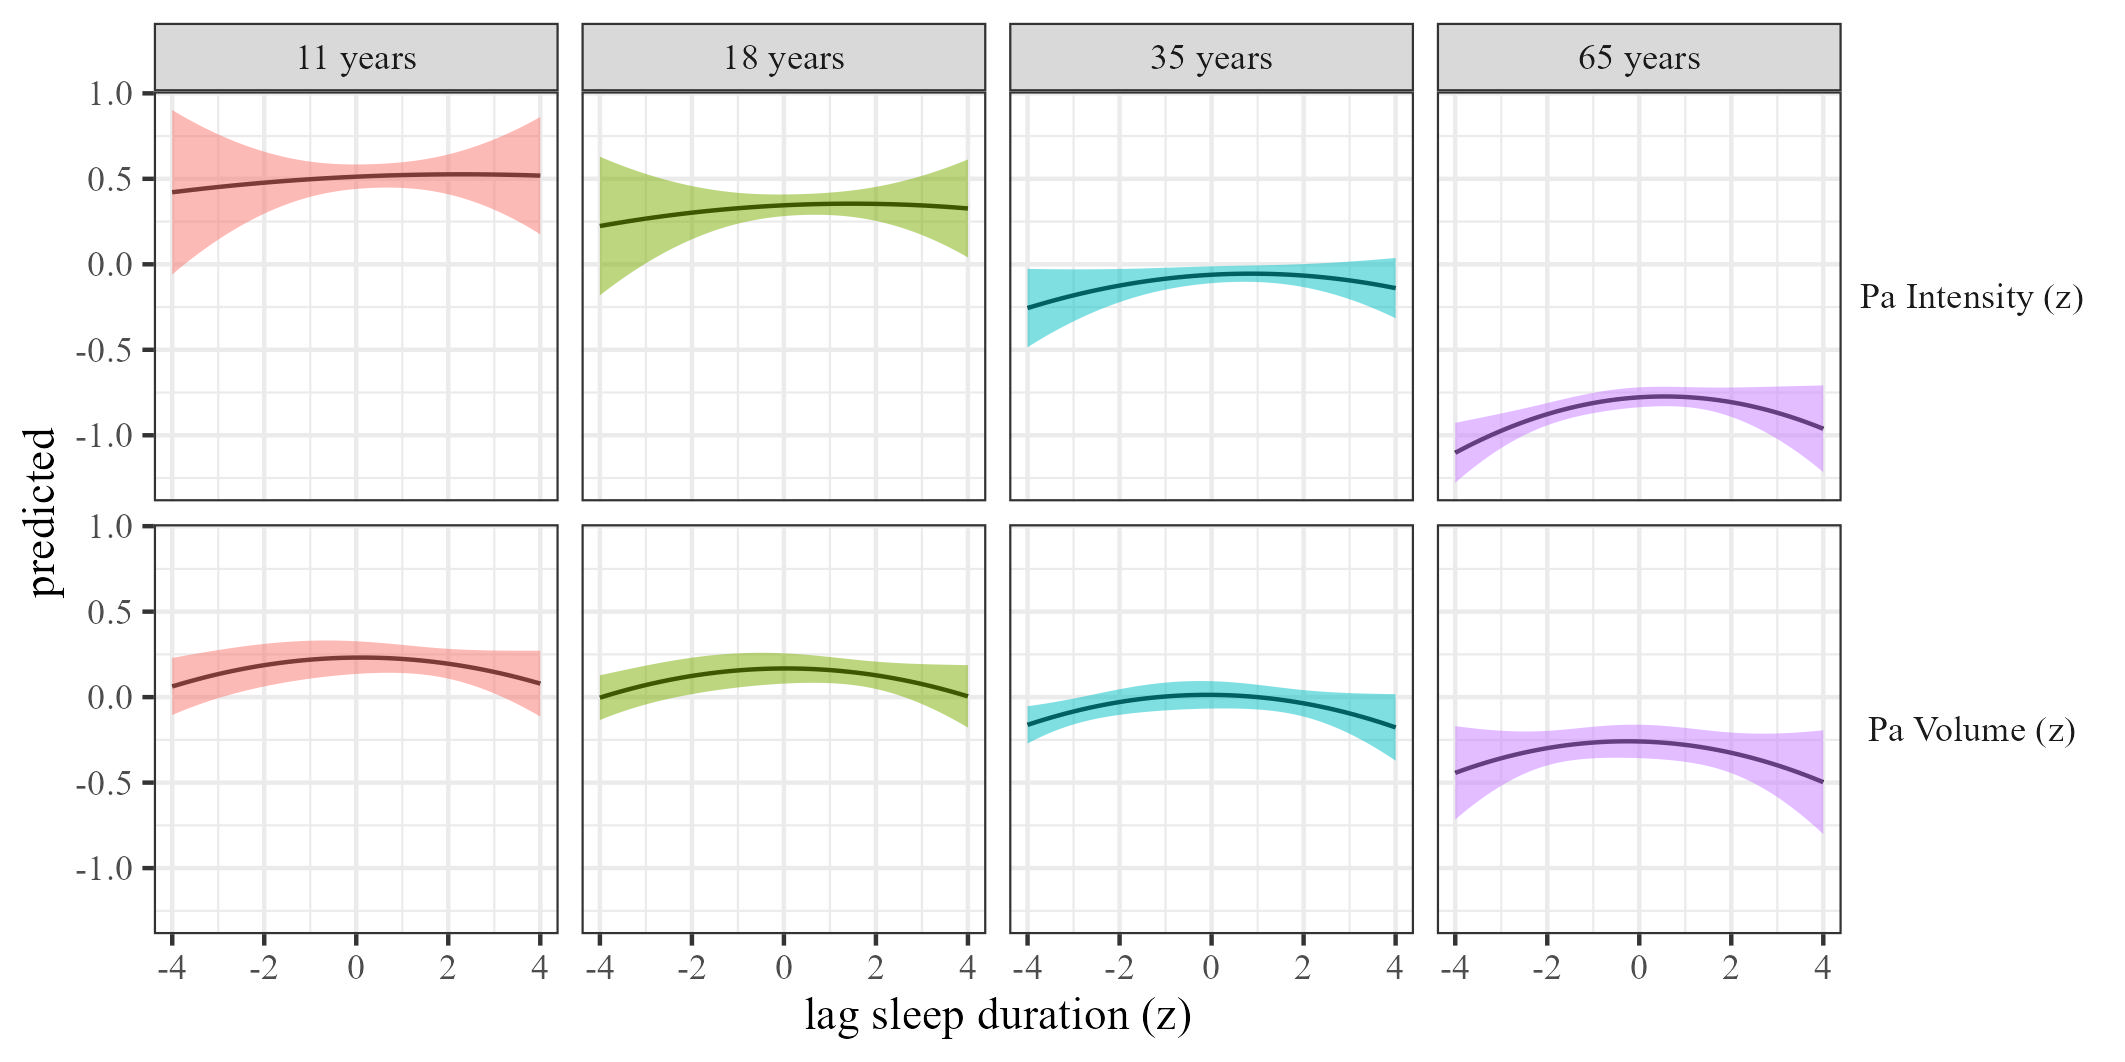 11 years 18 years 35 years 65 years
1.0
0.5
0.0
-0.5
-1.0
Pa Intensity (z)
predicted
1.0
0.5
0.0
-0.5
-1.0
Pa Volume (z)
-4 -2 0 2 4 -4 -2 0 2 4 -4 -2 0 2 4 -4 -2 0 2 4
lag sleep duration (z)